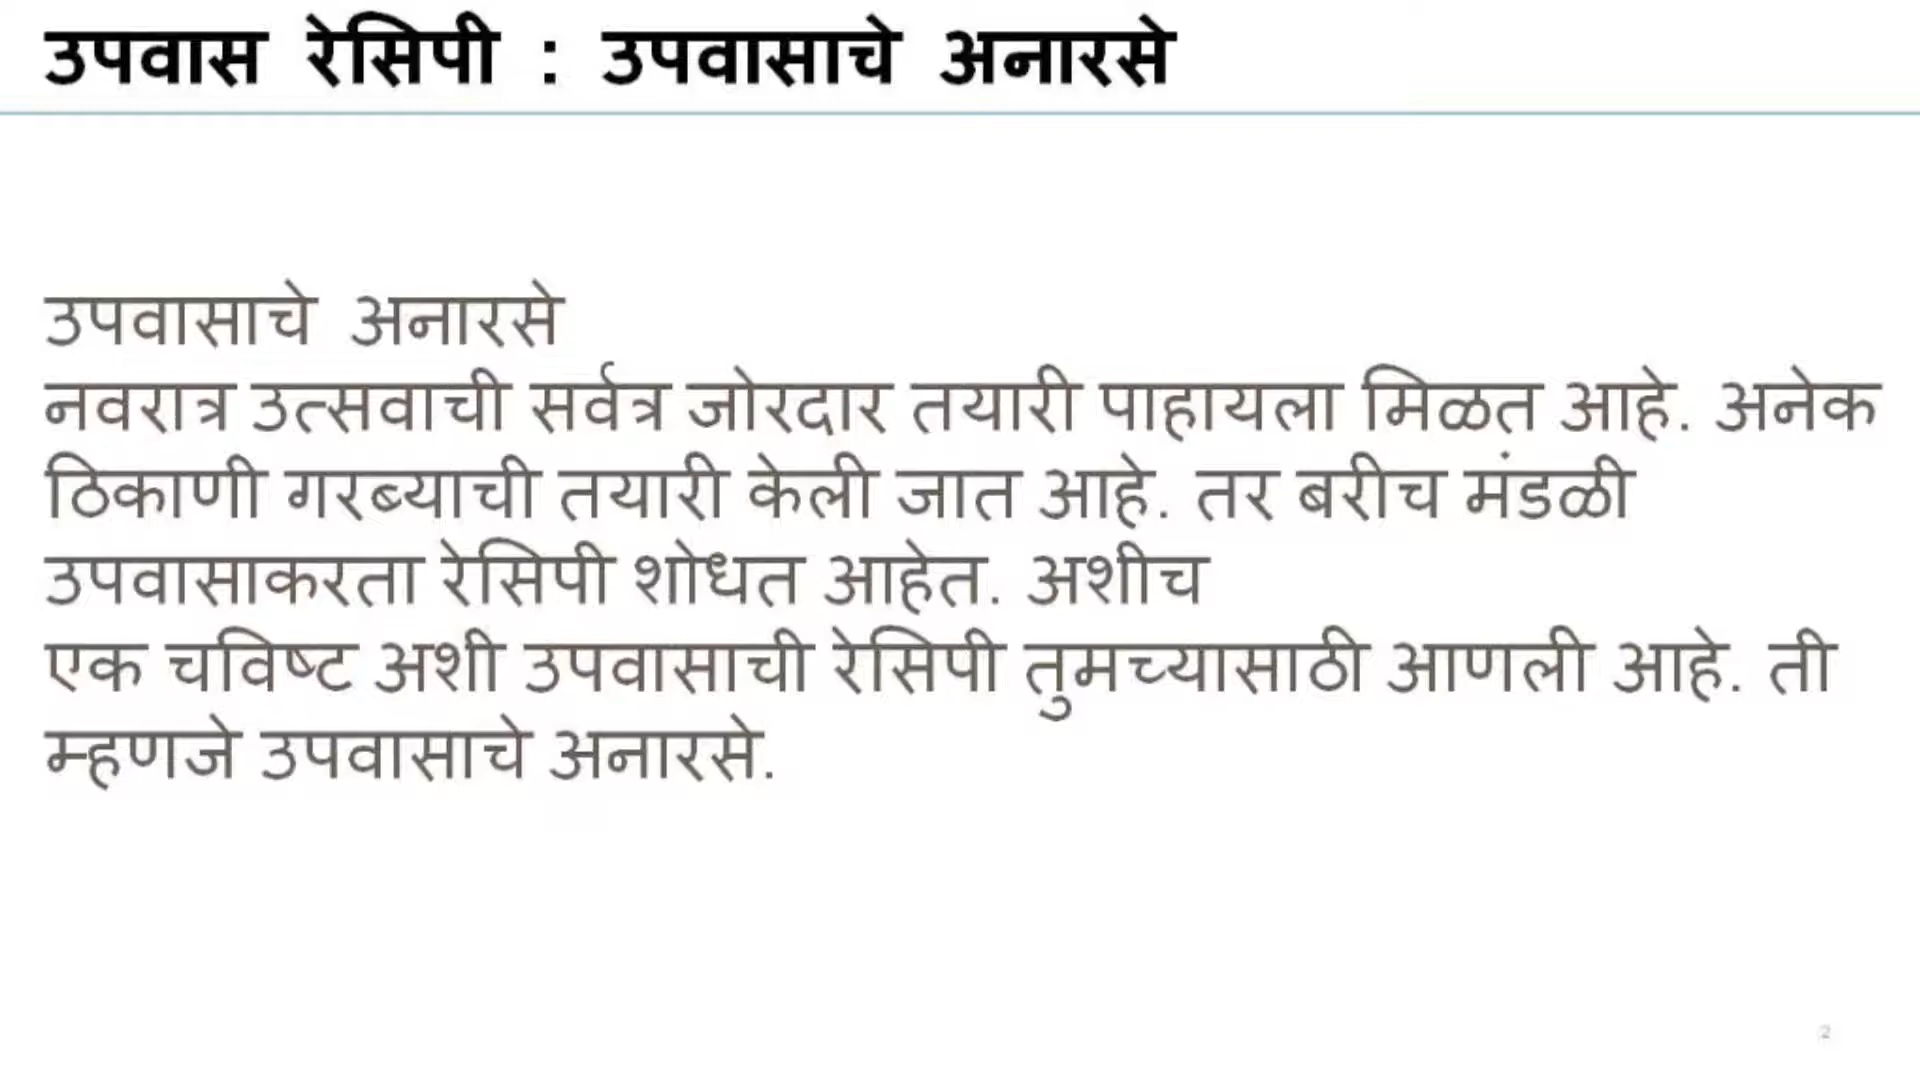 उपवास रेसिपी : उपवासाचे अनारसे
उपवासाचे अनारसे
नवरात्र उत्सवाची सर्वत्र जोरदार तयारी पाहायला मिळत आहे. अनेक
ठिकाणी गरब्याची तयारी केली जात आहे. तर बरीच मंडळी
उपवासाकरता रेसिपी शोधत आहेत. अशीच
एक चविष्ट अशी उपवासाची रेसिपी तुमच्यासाठी आणली आहे. ती
म्हणजे उपवासाचे अनारसे.
2